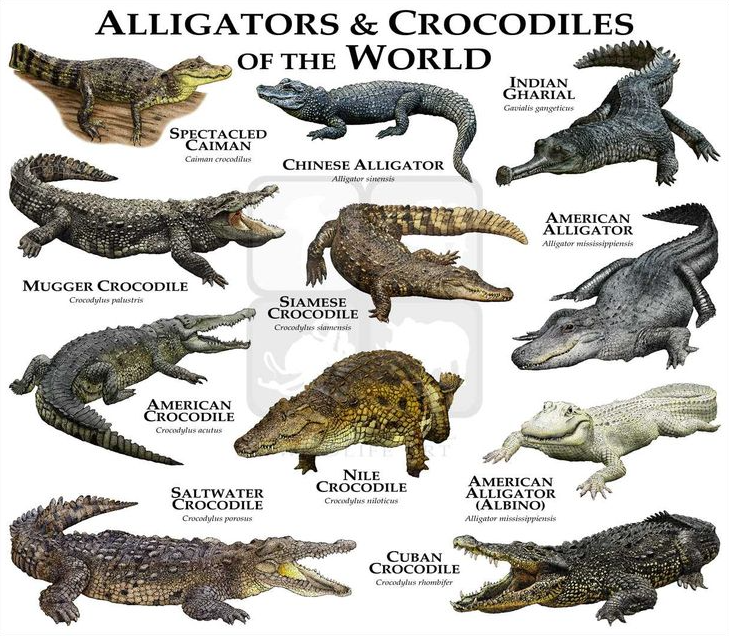 ALLIGATORS & CROCODILES
OF THE WORLD
SPECTACLED
CAIMAN
Caiman crocodilus
CHINESE ALLIGATOR
Alligator sinensis
INDIAN
GHARIAL
Gavialis gangeticus
MUGGER CROCODILE
Crocodylus palustris
SIAMESE
CROCODILE
Crocodylus siamensis
AMERICAN
ALLIGATOR
Alligator mississippiensis
AMERICAN
CROCODILE
Crocodylus acutus
NILE
CROCODILE
Crocodylus niloticus
AMERICAN
ALLIGATOR
(ALBINO)
Alligator mississippiensis
SALTWATER
CROCODILE
Crocodylus porosus
CUBAN
CROCODILE
Crocodylus rhombifer